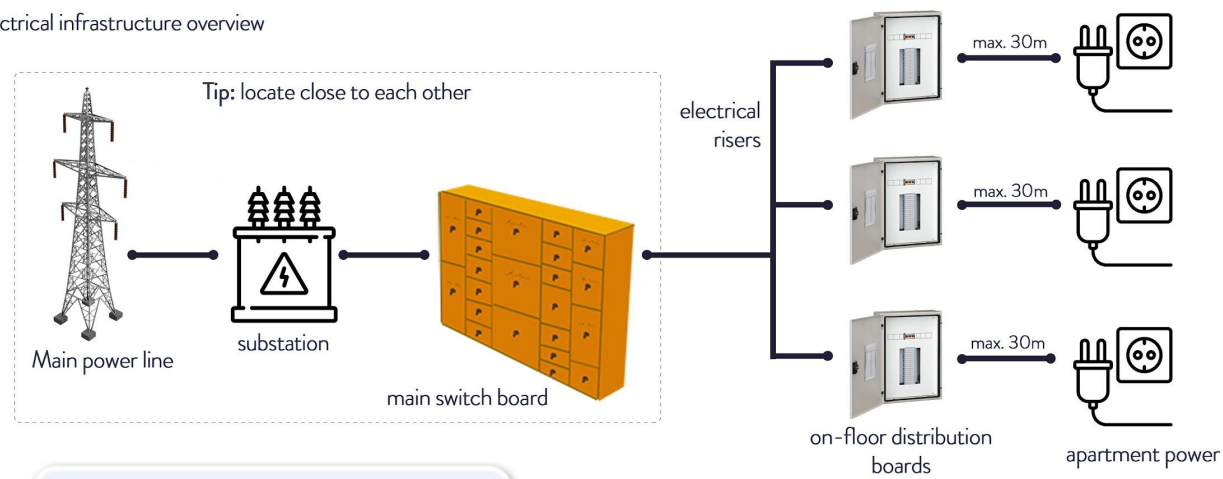 ctrical infrastructure overview
Tip: locate close to each other
Main power line
substation
main switch board
electrical
risers
max. 30m
max. 30m
max. 30m
on-floor distribution
boards
apartment power